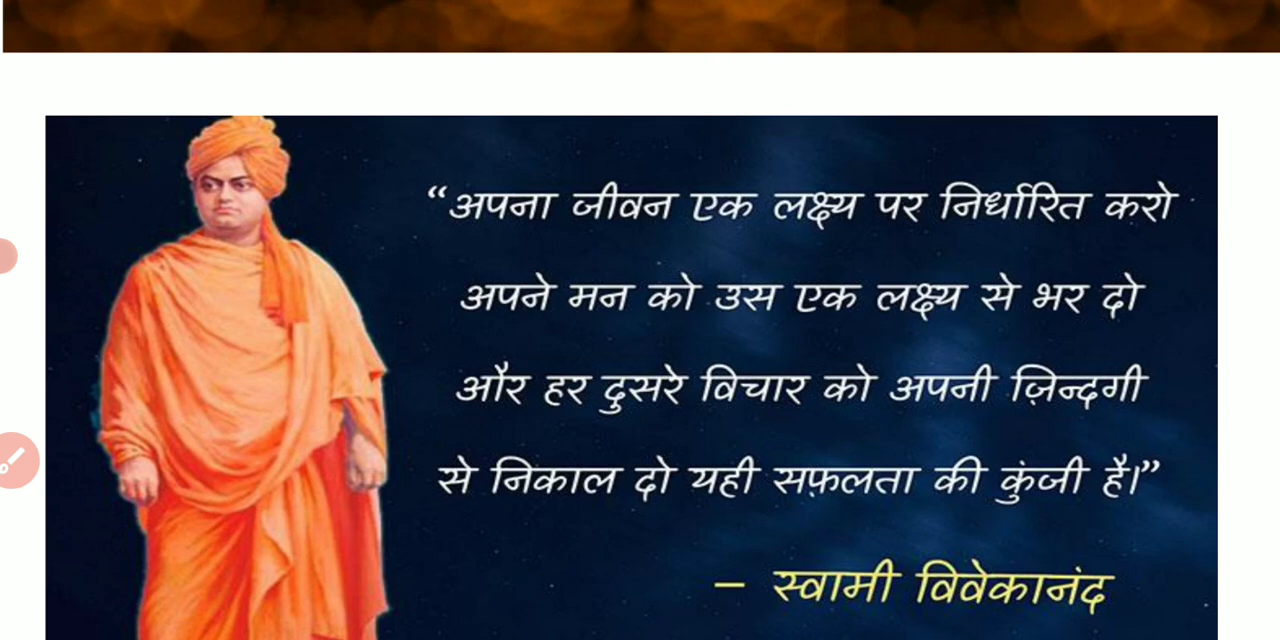 “अपना जीवन एक लक्ष्य पर निर्धारित करो
अपने मन को उस एक लक्ष्य से भर दो
और हर दुसरे विचार को अपनी ज़िन्दगी
से निकाल दो यही सफ़लता की कुंजी है।”
– स्वामी विवेकानंद